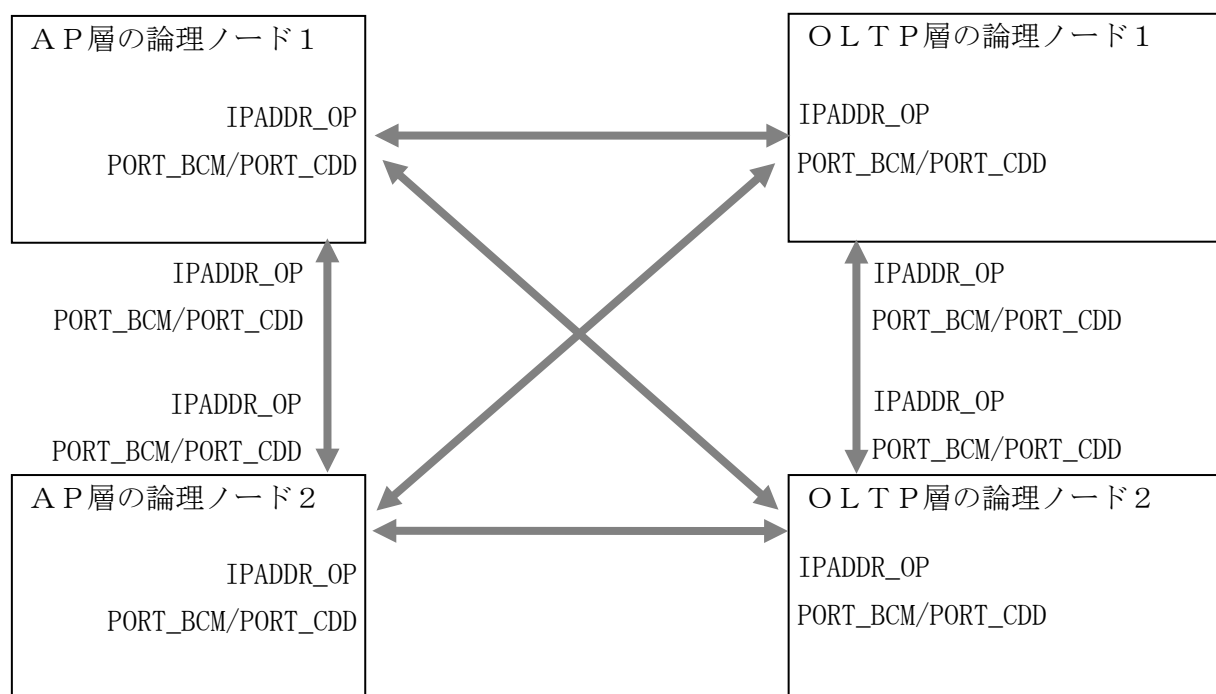 ＡＰ層の論理ノード１
IPADDR_OP
PORT_BCM/PORT_CDD
ＯＬＴＰ層の論理ノード１
IPADDR_OP
PORT_BCM/PORT_CDD
IPADDR_OP
PORT_BCM/PORT_CDD
IPADDR_OP
PORT_BCM/PORT_CDD
IPADDR_OP
PORT_BCM/PORT_CDD
IPADDR_OP
PORT_BCM/PORT_CDD
ＡＰ層の論理ノード２
IPADDR_OP
PORT_BCM/PORT_CDD
ＯＬＴＰ層の論理ノード２
IPADDR_OP
PORT_BCM/PORT_CDD